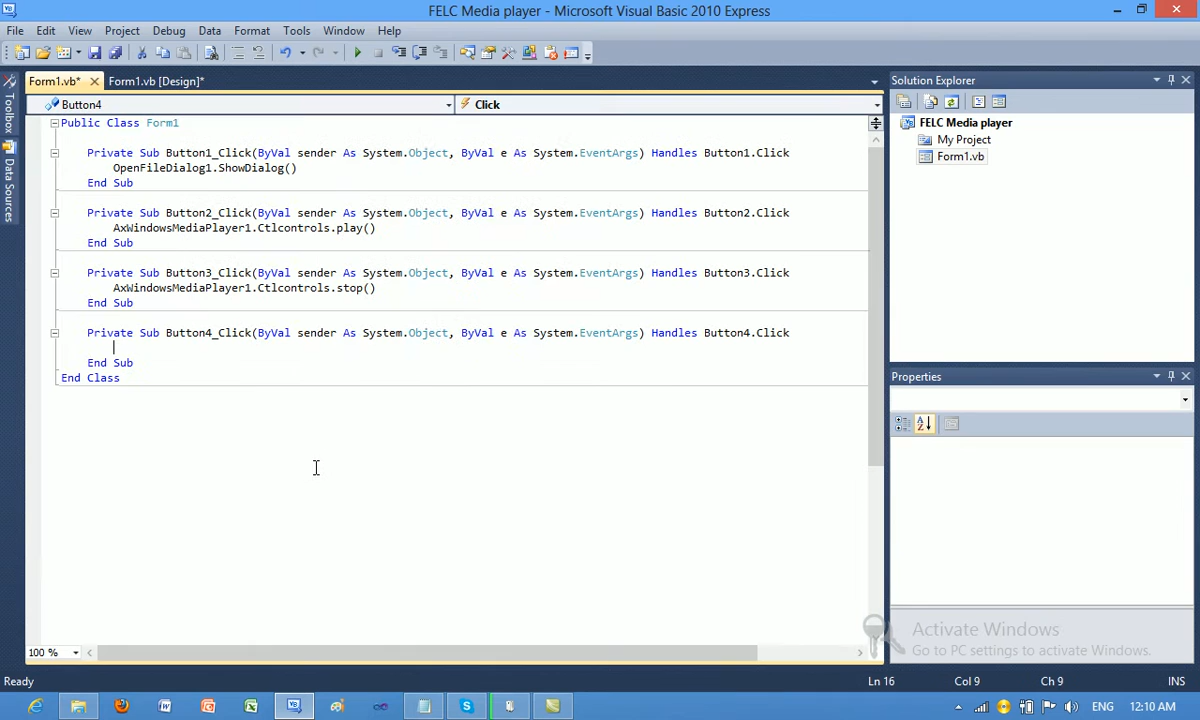 FELC Media player - Microsoft Visual Basic 2010 Express
File Edit View Project Debug Data Format Tools Window Help
Form1.vb* Form1.vb [Design]*
Button4 Click
Toolbox
Data Sources
Public Class Form1
Private Sub Button1_Click(ByVal sender As System.Object, ByVal e As System.EventArgs) Handles Button1.Click
OpenFileDialog1.ShowDialog()
End Sub
Private Sub Button2_Click(ByVal sender As System.Object, ByVal e As System.EventArgs) Handles Button2.Click
AxWindowsMediaPlayer1.Ctlcontrols.play()
End Sub
Private Sub Button3_Click(ByVal sender As System.Object, ByVal e As System.EventArgs) Handles Button3.Click
AxWindowsMediaPlayer1.Ctlcontrols.stop()
End Sub
Private Sub Button4_Click(ByVal sender As System.Object, ByVal e As System.EventArgs) Handles Button4.Click
End Sub
End Class
100 %
Solution Explorer
FELC Media player
My Project
Form1.vb
Properties
Activate Windows
Go to PC settings to activate Windows.
Ready Ln 16 Col 9 Ch 9 INS
ENG 12:10 AM